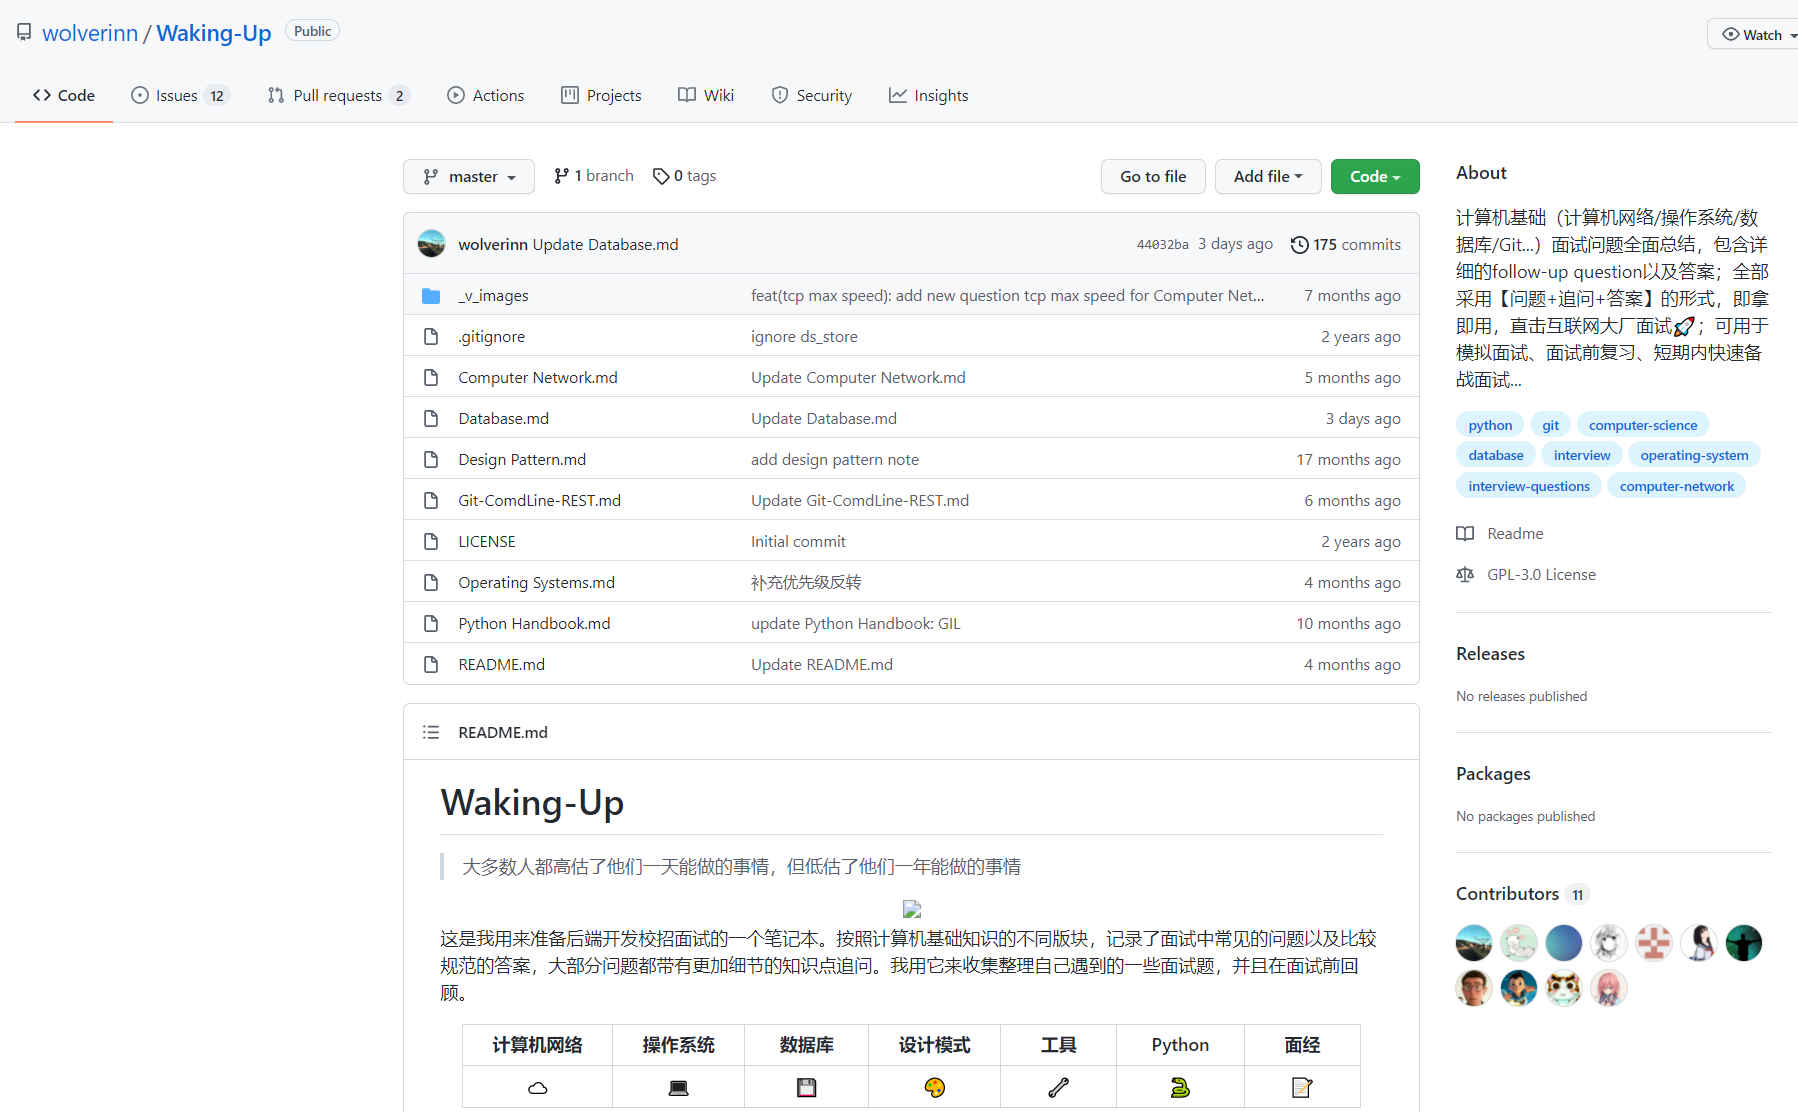 wolverinn / Waking-Up Public
Watch
Code
Issues 12
Pull requests 2
Actions
Projects
Wiki
Security
Insights
master
1 branch
0 tags
Go to file
Add file
Code
wolverinn Update Database.md 44032ba 3 days ago 175 commits
_v_images feat(tcp max speed): add new question tcp max speed for Computer Net... 7 months ago
.gitignore ignore ds_store 2 years ago
Computer Network.md Update Computer Network.md 5 months ago
Database.md Update Database.md 3 days ago
Design Pattern.md add design pattern note 17 months ago
Git-ComdLine-REST.md Update Git-ComdLine-REST.md 6 months ago
LICENSE Initial commit 2 years ago
Operating Systems.md 补充优先级反转 4 months ago
Python Handbook.md update Python Handbook: GIL 10 months ago
README.md Update README.md 4 months ago
README.md
Waking-Up
大多数人都高估了他们一天能做的事情，但低估了他们一年能做的事情
这是我用来准备后端开发校招面试的一个笔记本。按照计算机基础知识的不同版块，记录了面试中常见的问题以及比较
规范的答案，大部分问题都带有更加细节的知识点追问。我用它来收集整理自己遇到的一些面试题，并且在面试前回
顾。
计算机网络 操作系统 数据库 设计模式 工具 Python 面经
About
计算机基础（计算机网络/操作系统/数
据库/Git...）面试问题全面总结，包含详
细的follow-up question以及答案；全部
采用【问题+追问+答案】的形式，即拿
即用，直击互联网大厂面试🚀；可用于
模拟面试、面试前复习、短期内快速备
战面试...
python git computer-science
database interview operating-system
interview-questions computer-network
Readme
GPL-3.0 License
Releases
No releases published
Packages
No packages published
Contributors 11